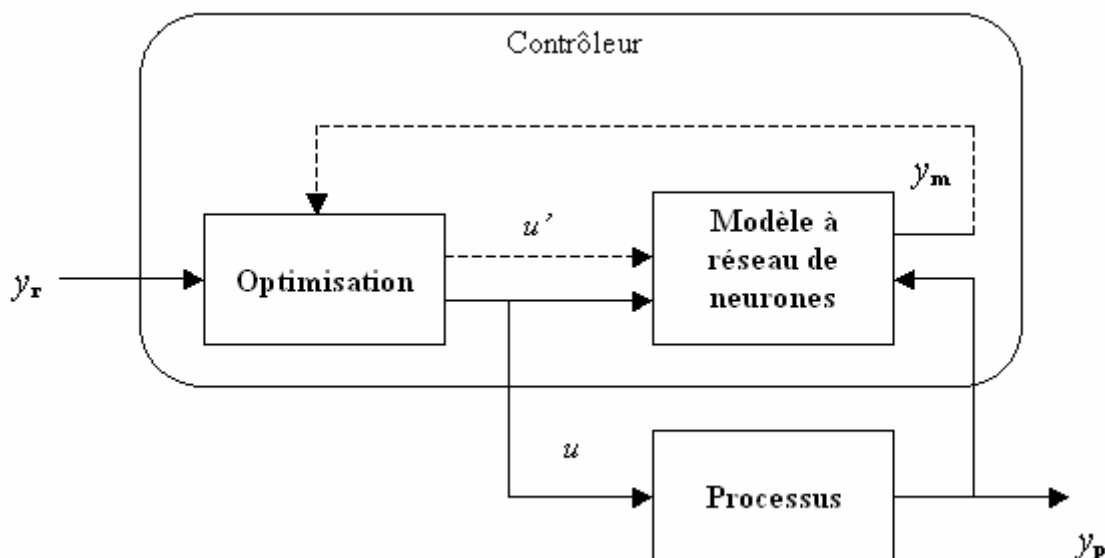 Contrôleur
y_m
u'
Modèle à
réseau de
neurones
Optimisation
y_r
u
Processus
y_p